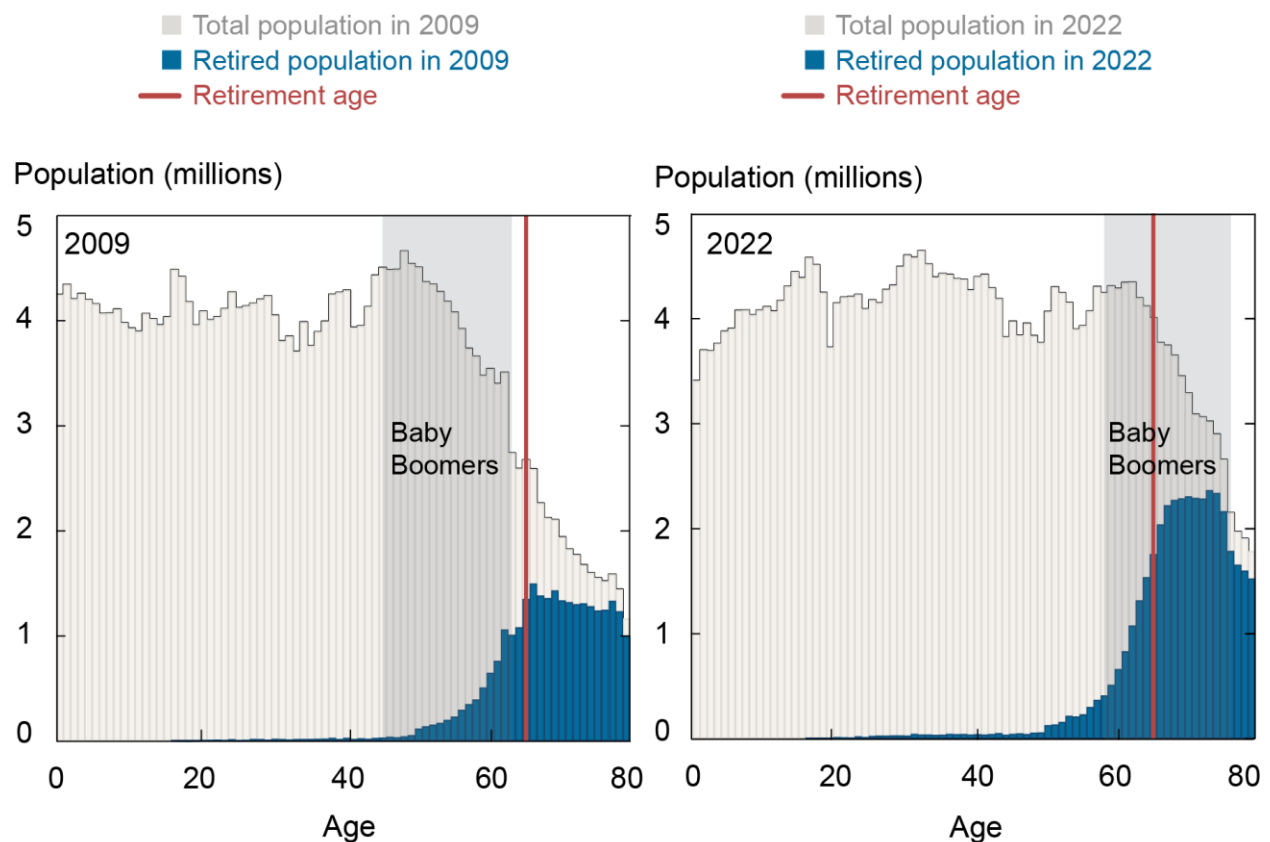 Total population in 2009
Retired population in 2009
Retirement age
Population (millions)
5
2009
4
3
Baby
Boomers
2
1
0
0 20 40 60 80
Age
Total population in 2022
Retired population in 2022
Retirement age
Population (millions)
5
2022
4
3
Baby
Boomers
2
1
0
0 20 40 60 80
Age